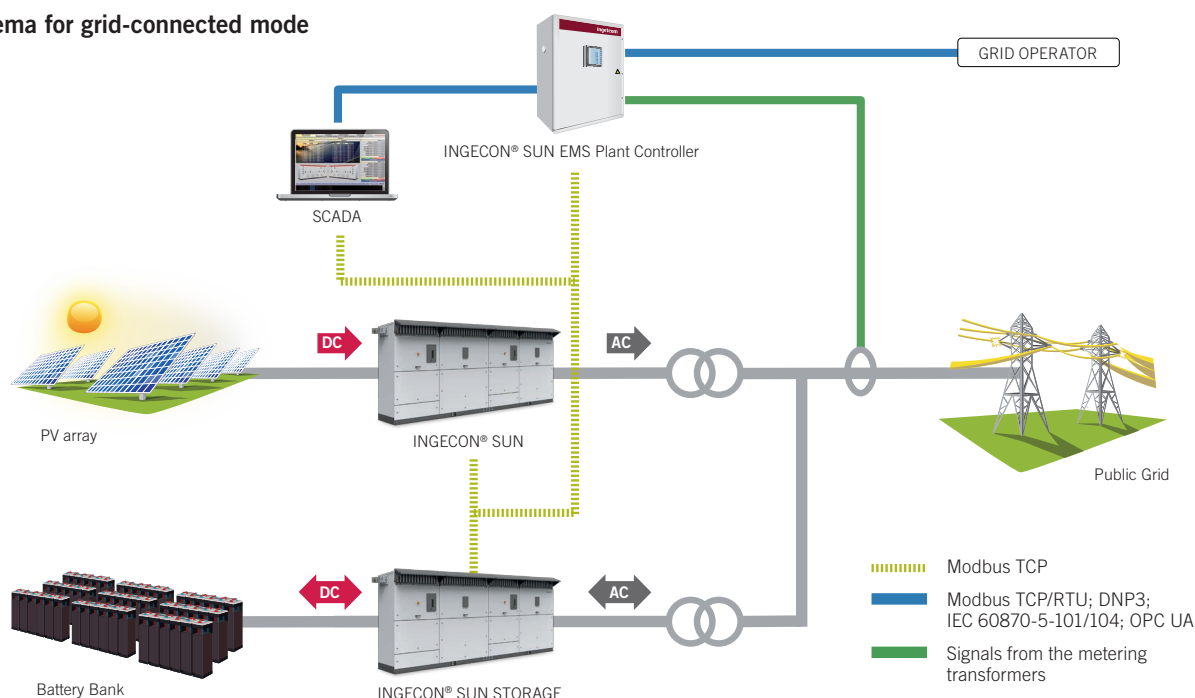 ema for grid-connected mode
Ingeteam
GRID OPERATOR
INGECON® SUN EMS Plant Controller
SCADA
DC
AC
PV array
INGECON® SUN
Public Grid
DC
AC
Battery Bank
INGECON® SUN STORAGE
Modbus TCP
Modbus TCP/RTU; DNP3;
IEC 60870-5-101/104; OPC UA
Signals from the metering
transformers